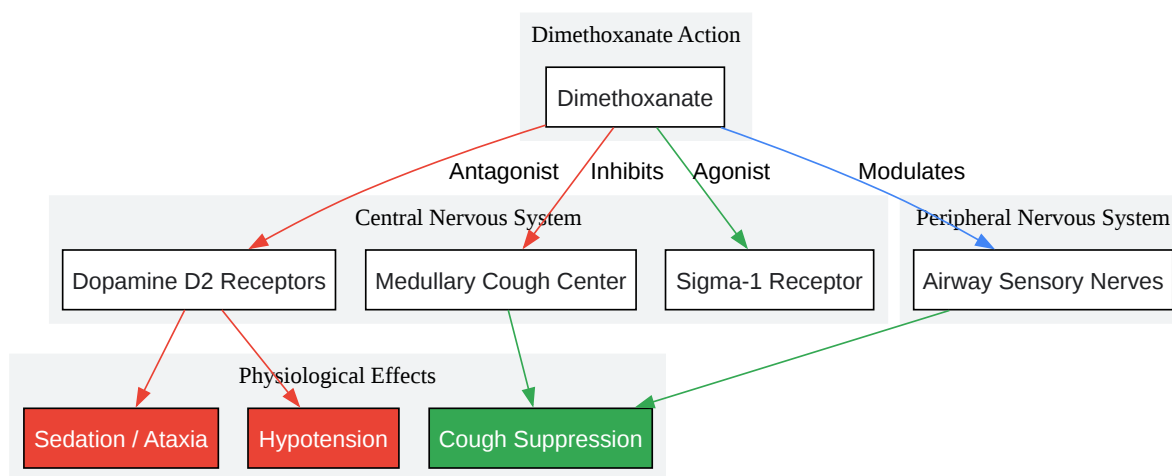 Dimethoxanate Action
Dimethoxanate
Antagonist
Inhibits
Agonist
Modulates
Central Nervous System
Peripheral Nervous System
Dopamine D2 Receptors
Medullary Cough Center
Sigma-1 Receptor
Airway Sensory Nerves
Physiological Effects
Sedation / Ataxia
Hypotension
Cough Suppression